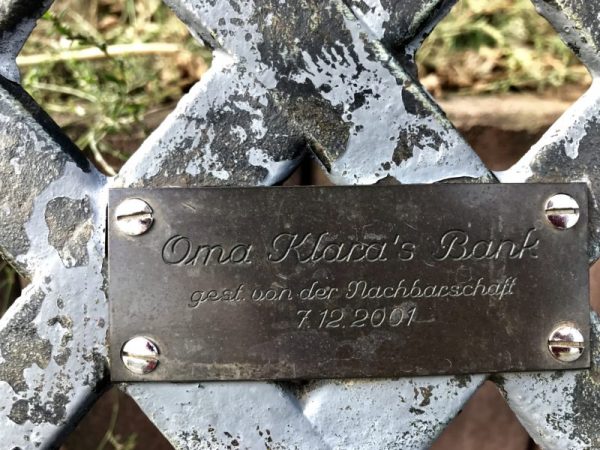 Oma Klara's Bank
gest. von der Nachbarschaft
7.12.2001